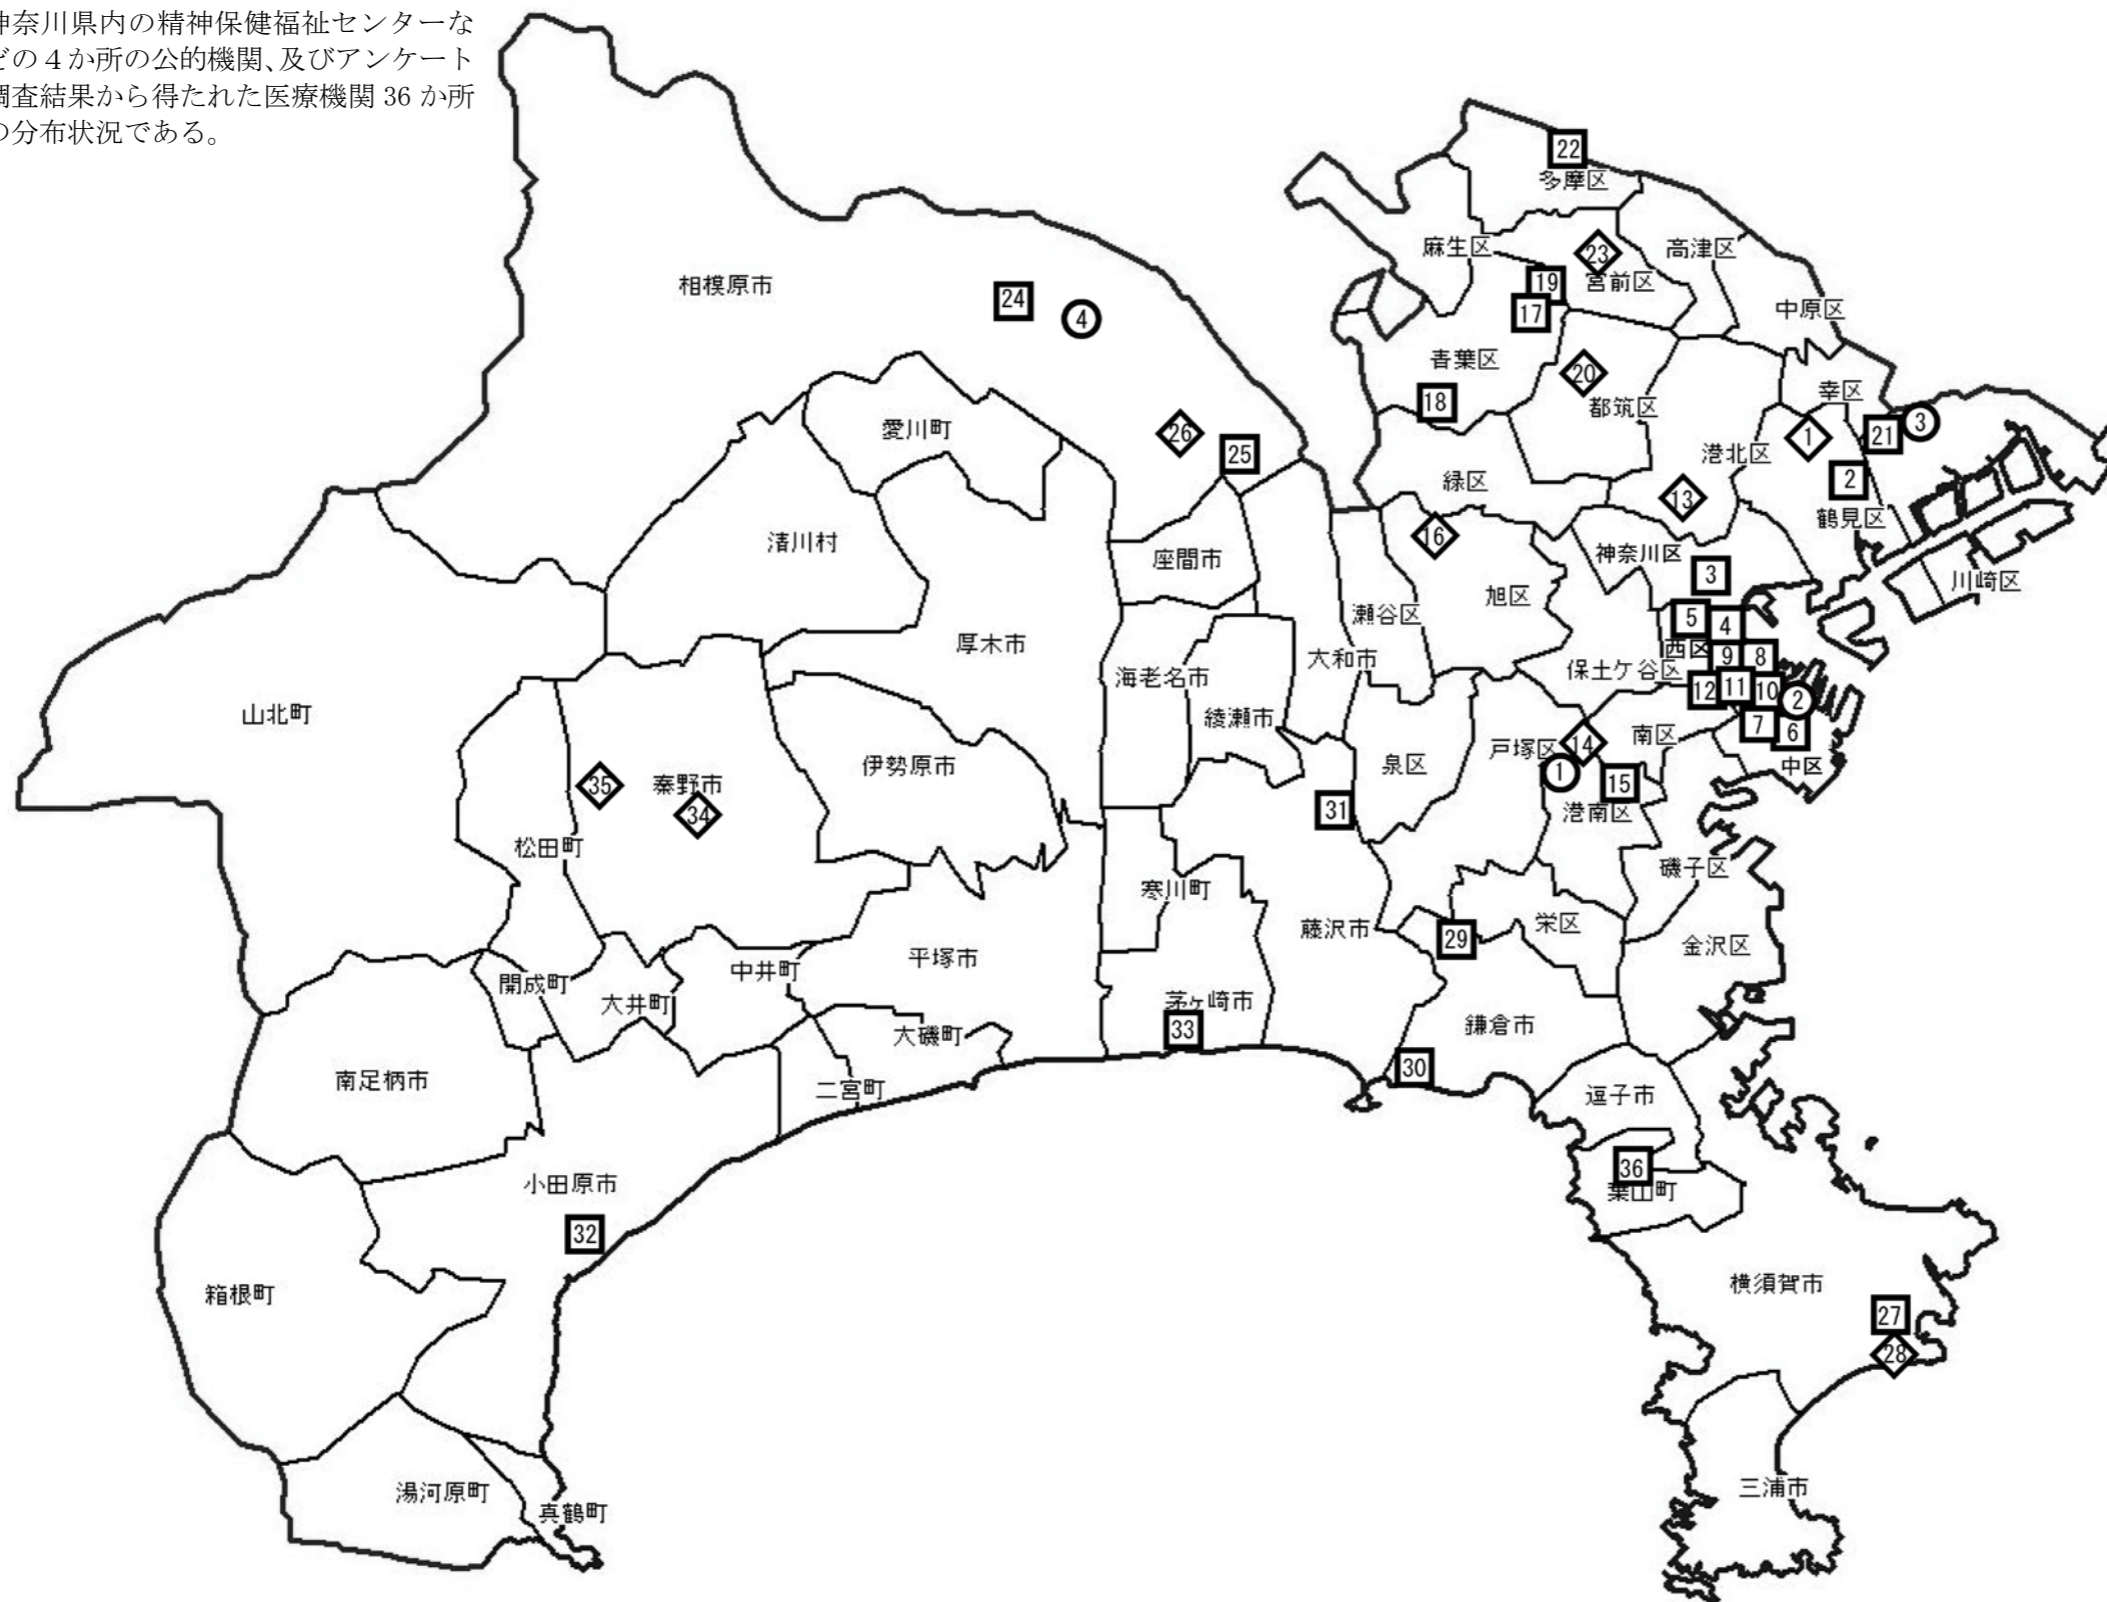 神奈川県内の精神保健福祉センターな
どの４か所の公的機関、及びアンケート
調査結果から得たれた医療機関 36 か所
の分布状況である。
22
多摩区
麻生区
23
高津区
宮前区
19
17
中原区
相模原市
24
4
青葉区
20
都筑区
18
幸区
3
21
1
愛川町
26
25
港北区
2
緑区
13
鶴見区
16
清川村
座間市
神奈川区
3
川崎区
旭区
瀬谷区
5
4
厚木市
大和市
西区
9
8
海老名市
保土ケ谷区
12
11
10
2
綾瀬市
7
6
山北町
南区
戸塚区
14
泉区
1
15
中区
伊勢原市
35
秦野市
34
31
港南区
松田町
磯子区
寒川町
栄区
藤沢市
29
金沢区
平塚市
中井町
開成町
大井町
茅ヶ崎市
33
鎌倉市
大磯町
南足柄市
二宮町
30
逗子市
36
葉山町
小田原市
32
箱根町
横須賀市
27
28
湯河原町
真鶴町
三浦市